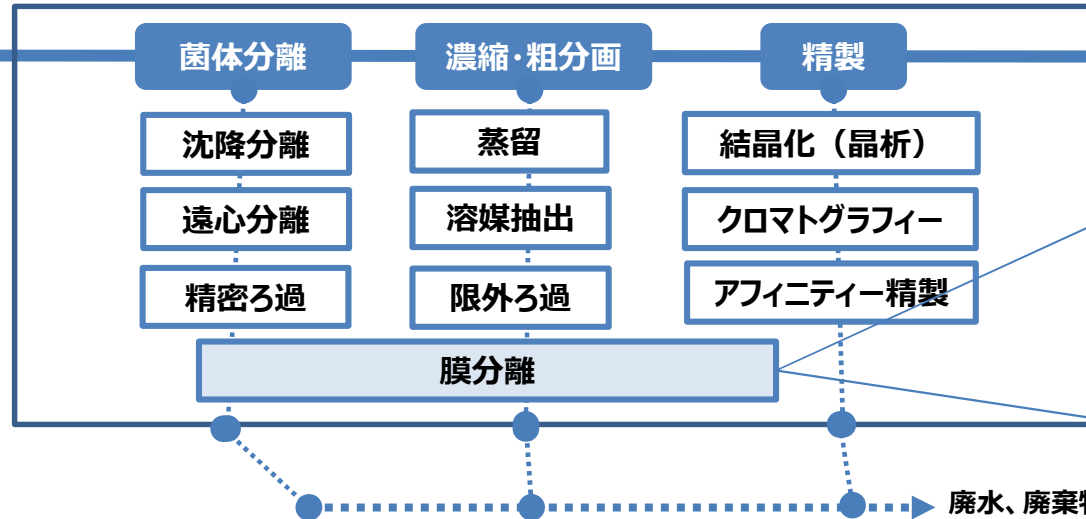 菌体分離
濃縮・粗分画
精製
沈降分離
蒸留
結晶化（晶析）
遠心分離
溶媒抽出
クロマトグラフィー
精密ろ過
限外ろ過
アフィニティー精製
膜分離
廃水、廃棄